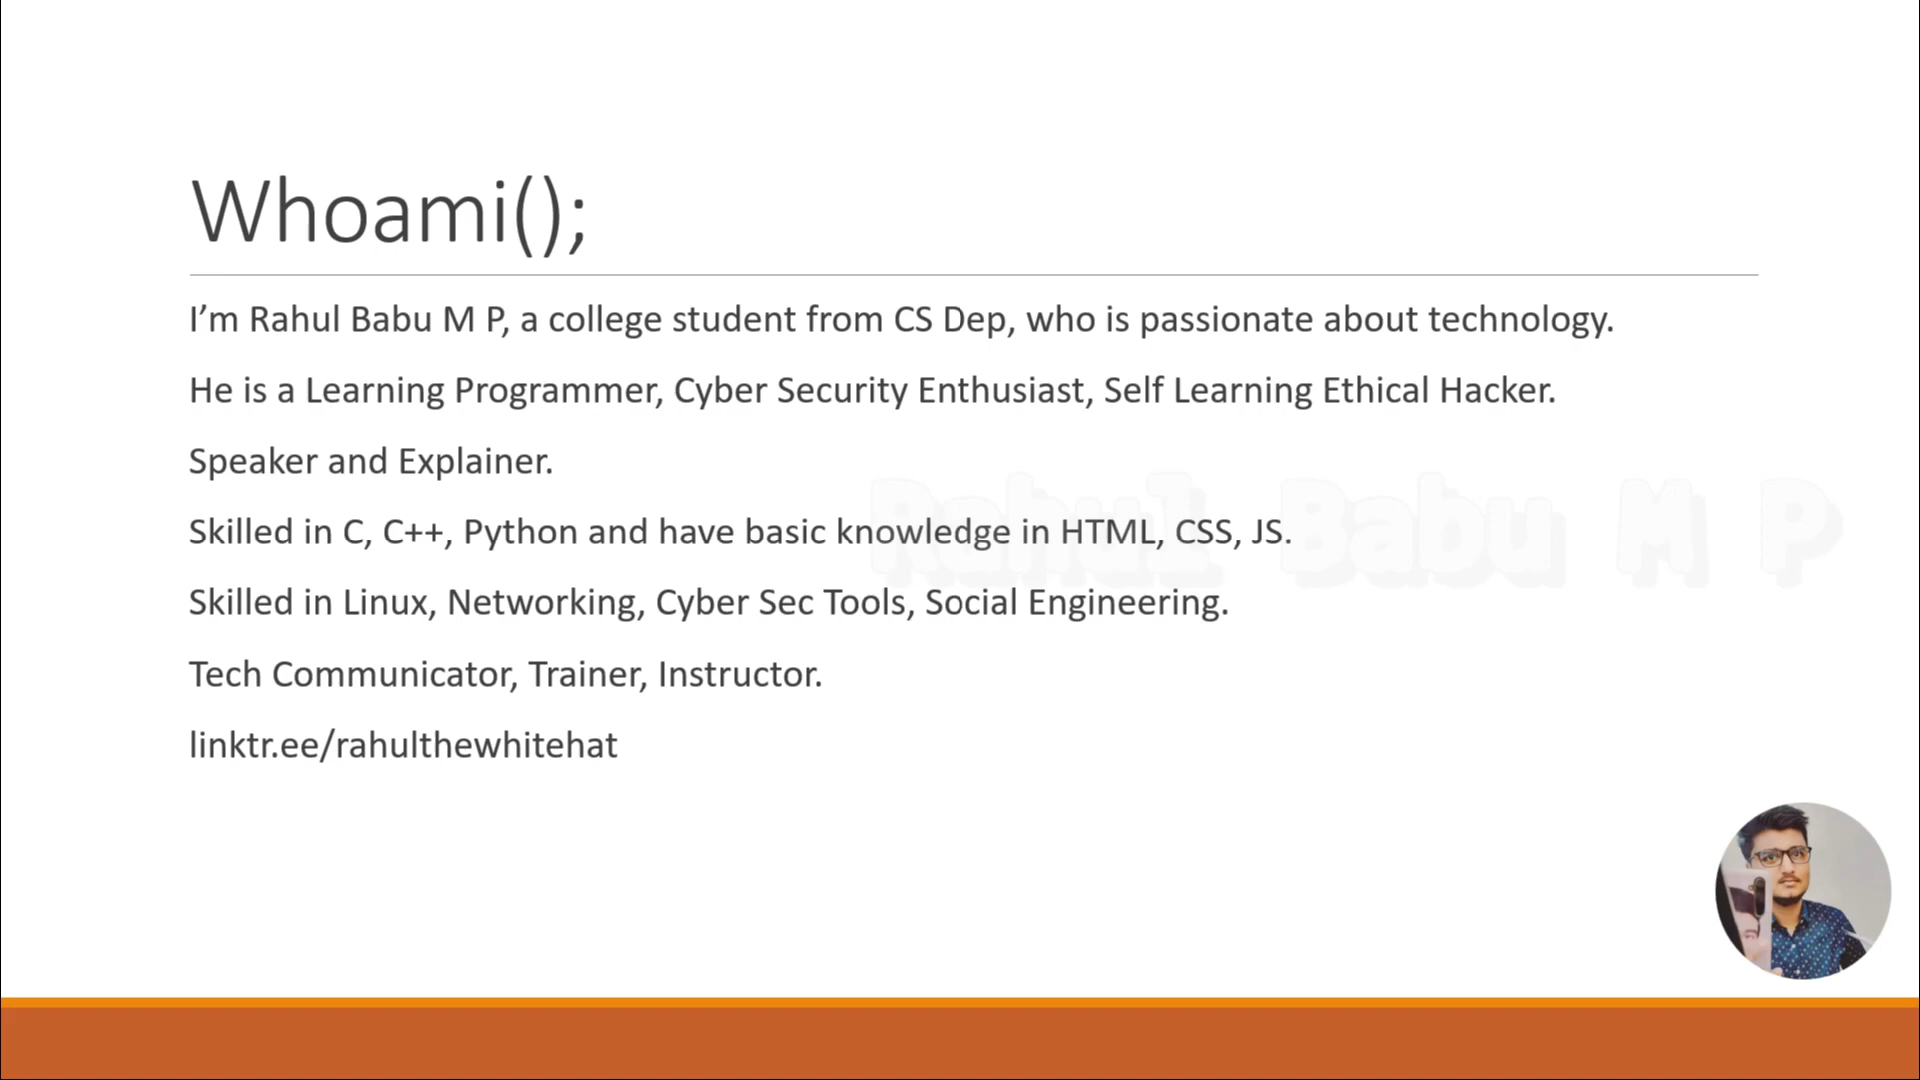 Whoami();
I’m Rahul Babu M P, a college student from CS Dep, who is passionate about technology.
He is a Learning Programmer, Cyber Security Enthusiast, Self Learning Ethical Hacker.
Speaker and Explainer.
Rahul Babu M P
Skilled in C, C++, Python and have basic knowledge in HTML, CSS, JS.
Skilled in Linux, Networking, Cyber Sec Tools, Social Engineering.
Tech Communicator, Trainer, Instructor.
linktr.ee/rahulthewhitehat